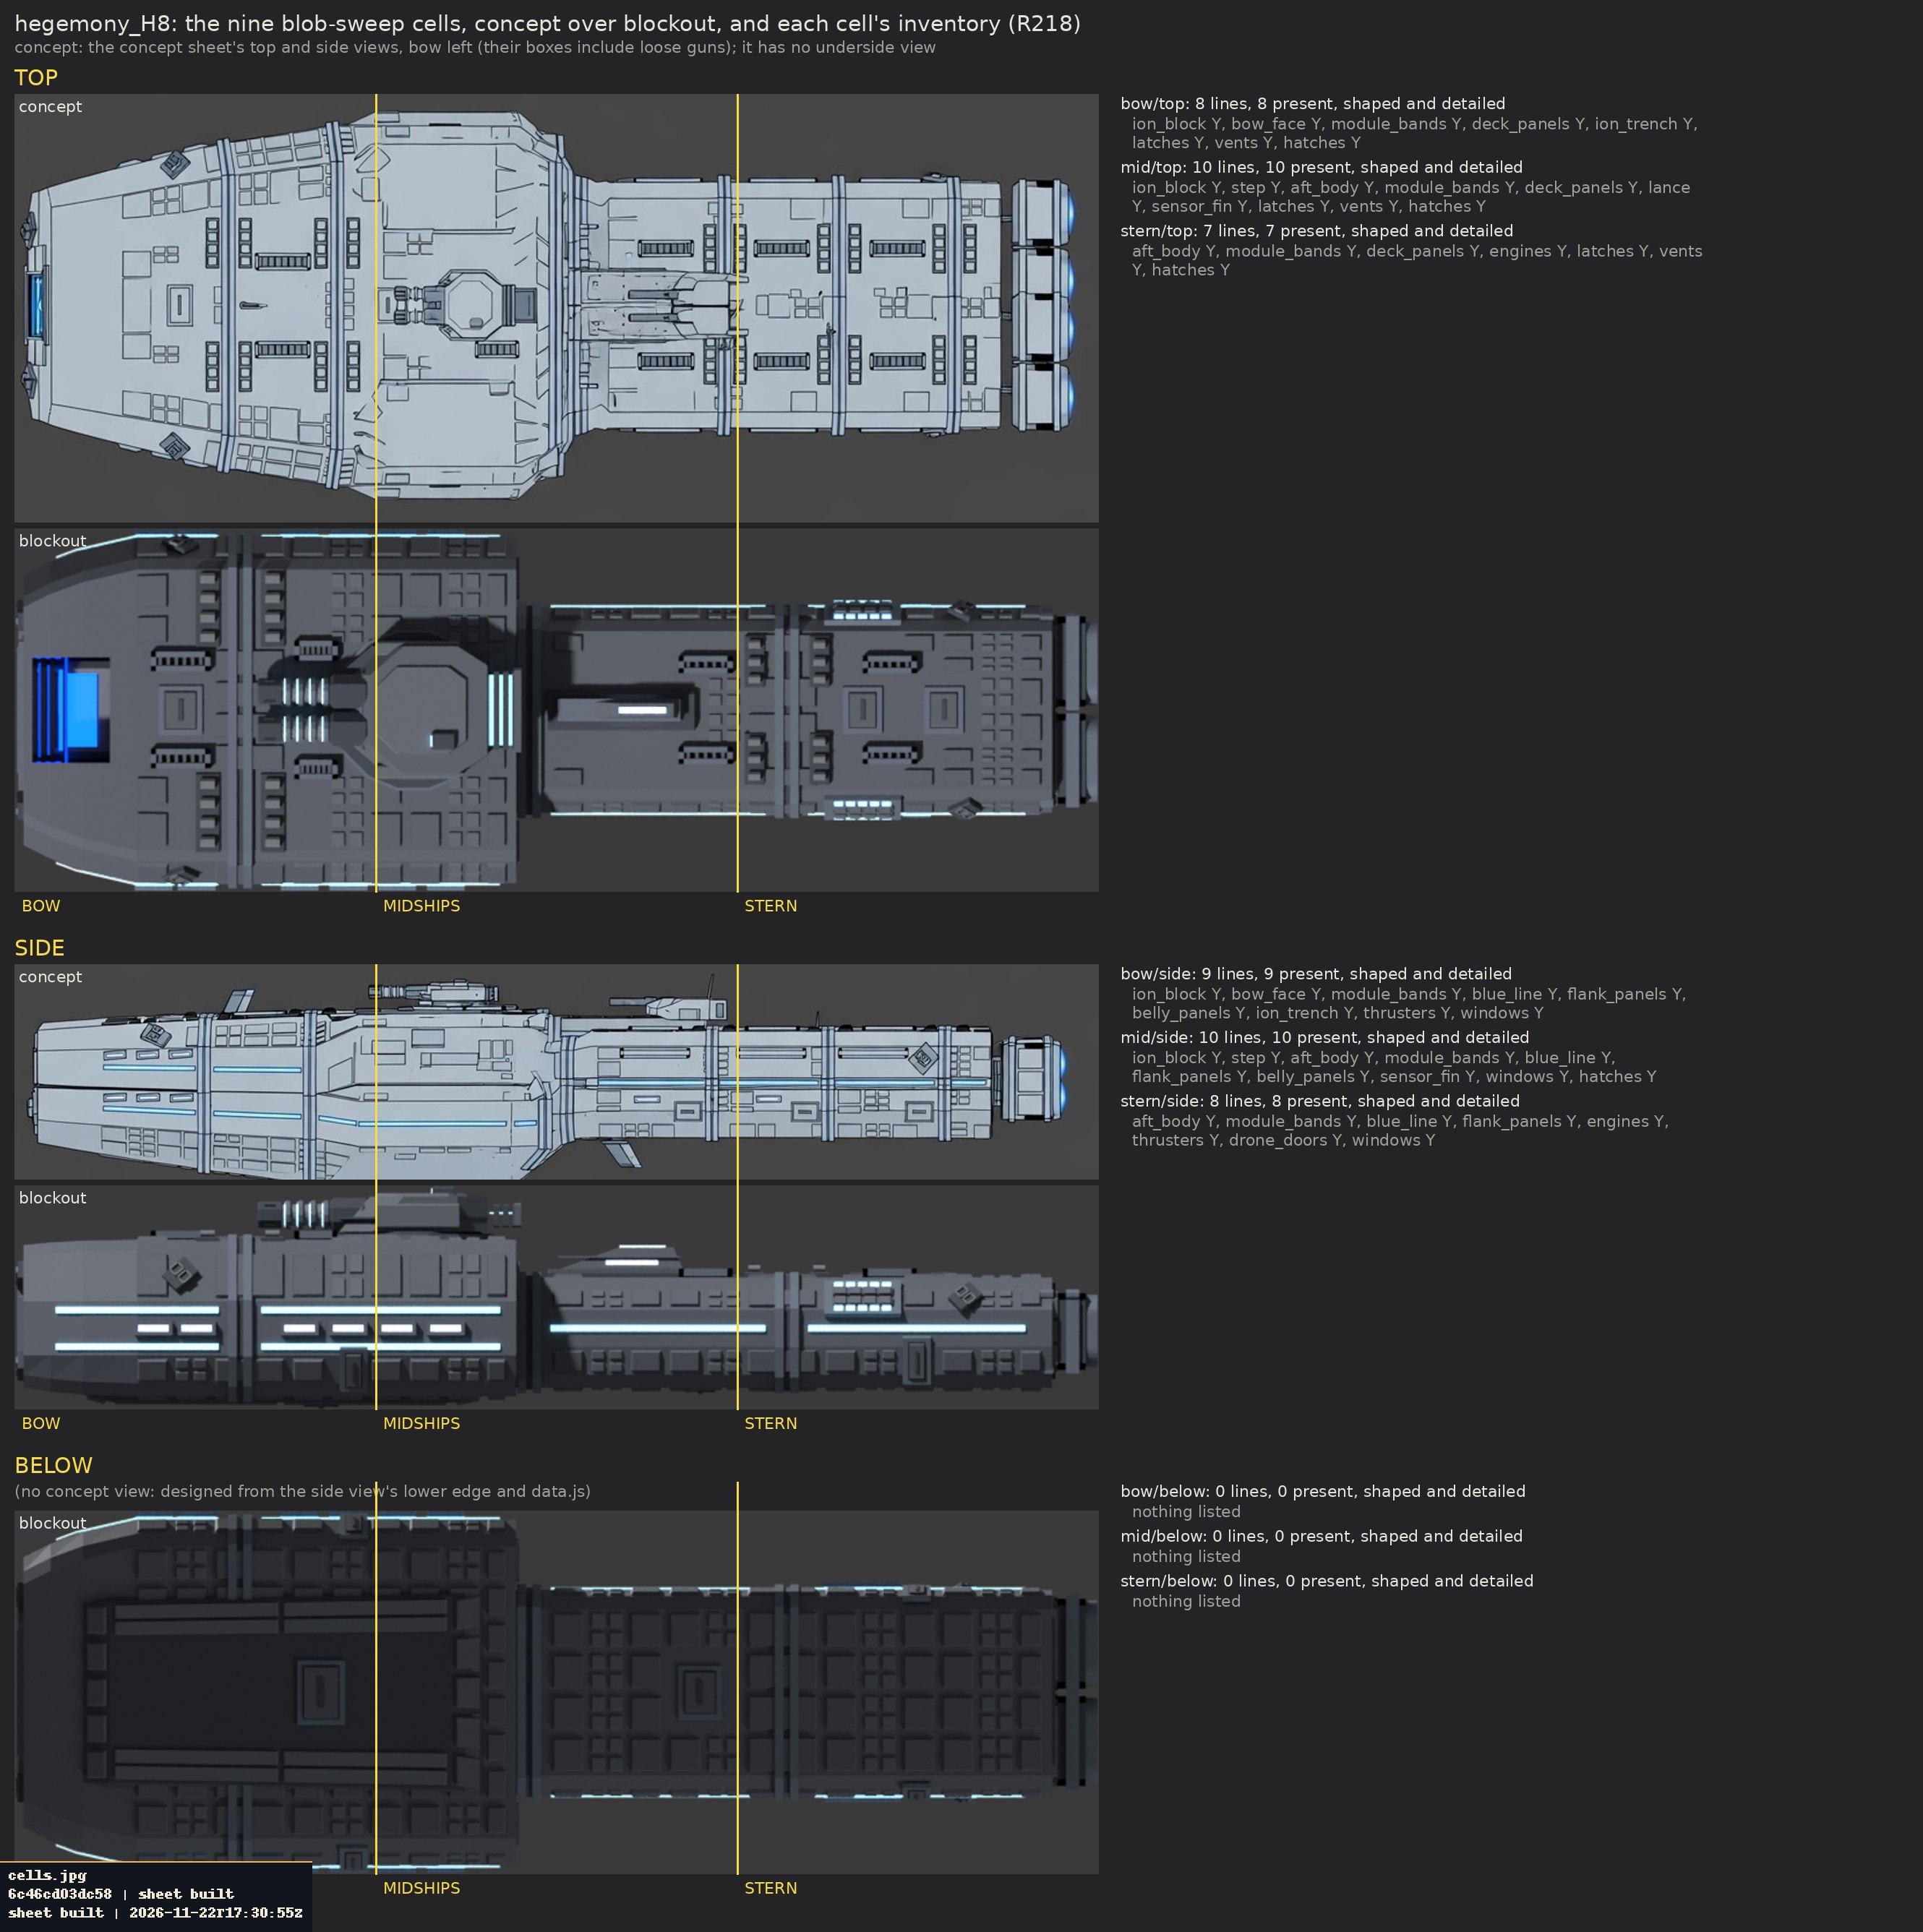 hegemony_H8: the nine blob-sweep cells, concept over blockout, and each cell's inventory (R218)
concept: the concept sheet's top and side views, bow left (their boxes include loose guns); it has no underside view
TOP
concept
bow/top: 8 lines, 8 present, shaped and detailed
ion_block Y, bow_face Y, module_bands Y, deck_panels Y, ion_trench Y,
latches Y, vents Y, hatches Y
mid/top: 10 lines, 10 present, shaped and detailed
ion_block Y, step Y, aft_body Y, module_bands Y, deck_panels Y, lance
Y, sensor_fin Y, latches Y, vents Y, hatches Y
stern/top: 7 lines, 7 present, shaped and detailed
aft_body Y, module_bands Y, deck_panels Y, engines Y, latches Y, vents
Y, hatches Y
blockout
BOW
MIDSHIPS
STERN
SIDE
concept
bow/side: 9 lines, 9 present, shaped and detailed
ion_block Y, bow_face Y, module_bands Y, blue_line Y, flank_panels Y,
belly_panels Y, ion_trench Y, thrusters Y, windows Y
mid/side: 10 lines, 10 present, shaped and detailed
ion_block Y, step Y, aft_body Y, module_bands Y, blue_line Y,
flank_panels Y, belly_panels Y, sensor_fin Y, windows Y, hatches Y
stern/side: 8 lines, 8 present, shaped and detailed
aft_body Y, module_bands Y, blue_line Y, flank_panels Y, engines Y,
thrusters Y, drone_doors Y, windows Y
blockout
BOW
MIDSHIPS
STERN
BELOW
(no concept view: designed from the side view's lower edge and data.js)
blockout
bow/below: 0 lines, 0 present, shaped and detailed
nothing listed
mid/below: 0 lines, 0 present, shaped and detailed
nothing listed
stern/below: 0 lines, 0 present, shaped and detailed
nothing listed
MIDSHIPS
STERN
cells.jpg
6c46cd03dc58 | sheet built
sheet built | 2026-11-22T17:30:55Z